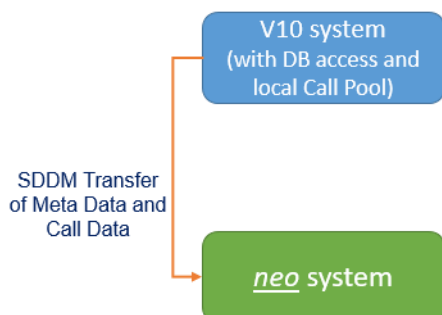 V10 system
(with DB access and
local Call Pool)
SDDM Transfer
of Meta Data and
Call Data
neo system